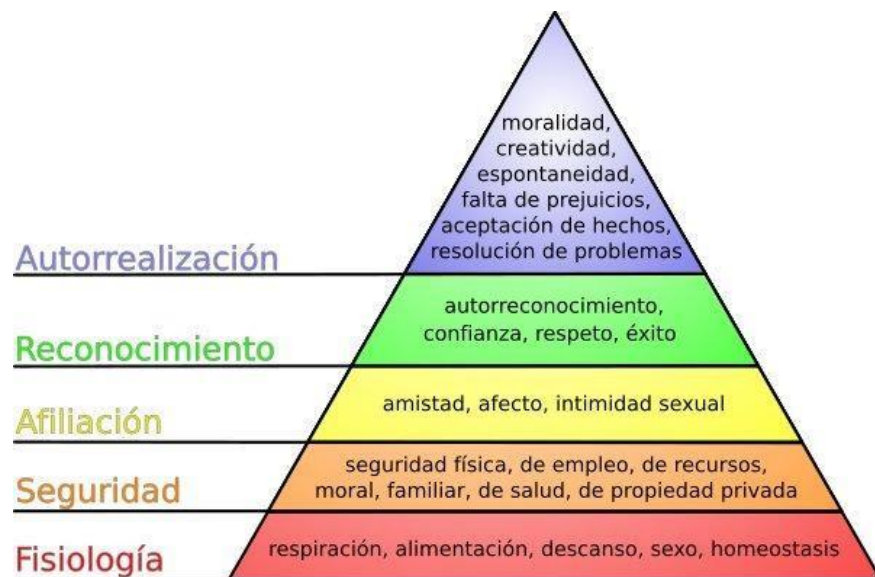 moralidad,
creatividad,
espontaneidad,
falta de prejuicios,
aceptación de hechos,
resolución de problemas
Autorrealización
autorreconocimiento,
confianza, respeto, éxito
Reconocimiento
amistad, afecto, intimidad sexual
Afiliación
seguridad física, de empleo, de recursos,
moral, familiar, de salud, de propiedad privada
Seguridad
respiración, alimentación, descanso, sexo, homeostasis
Fisiología